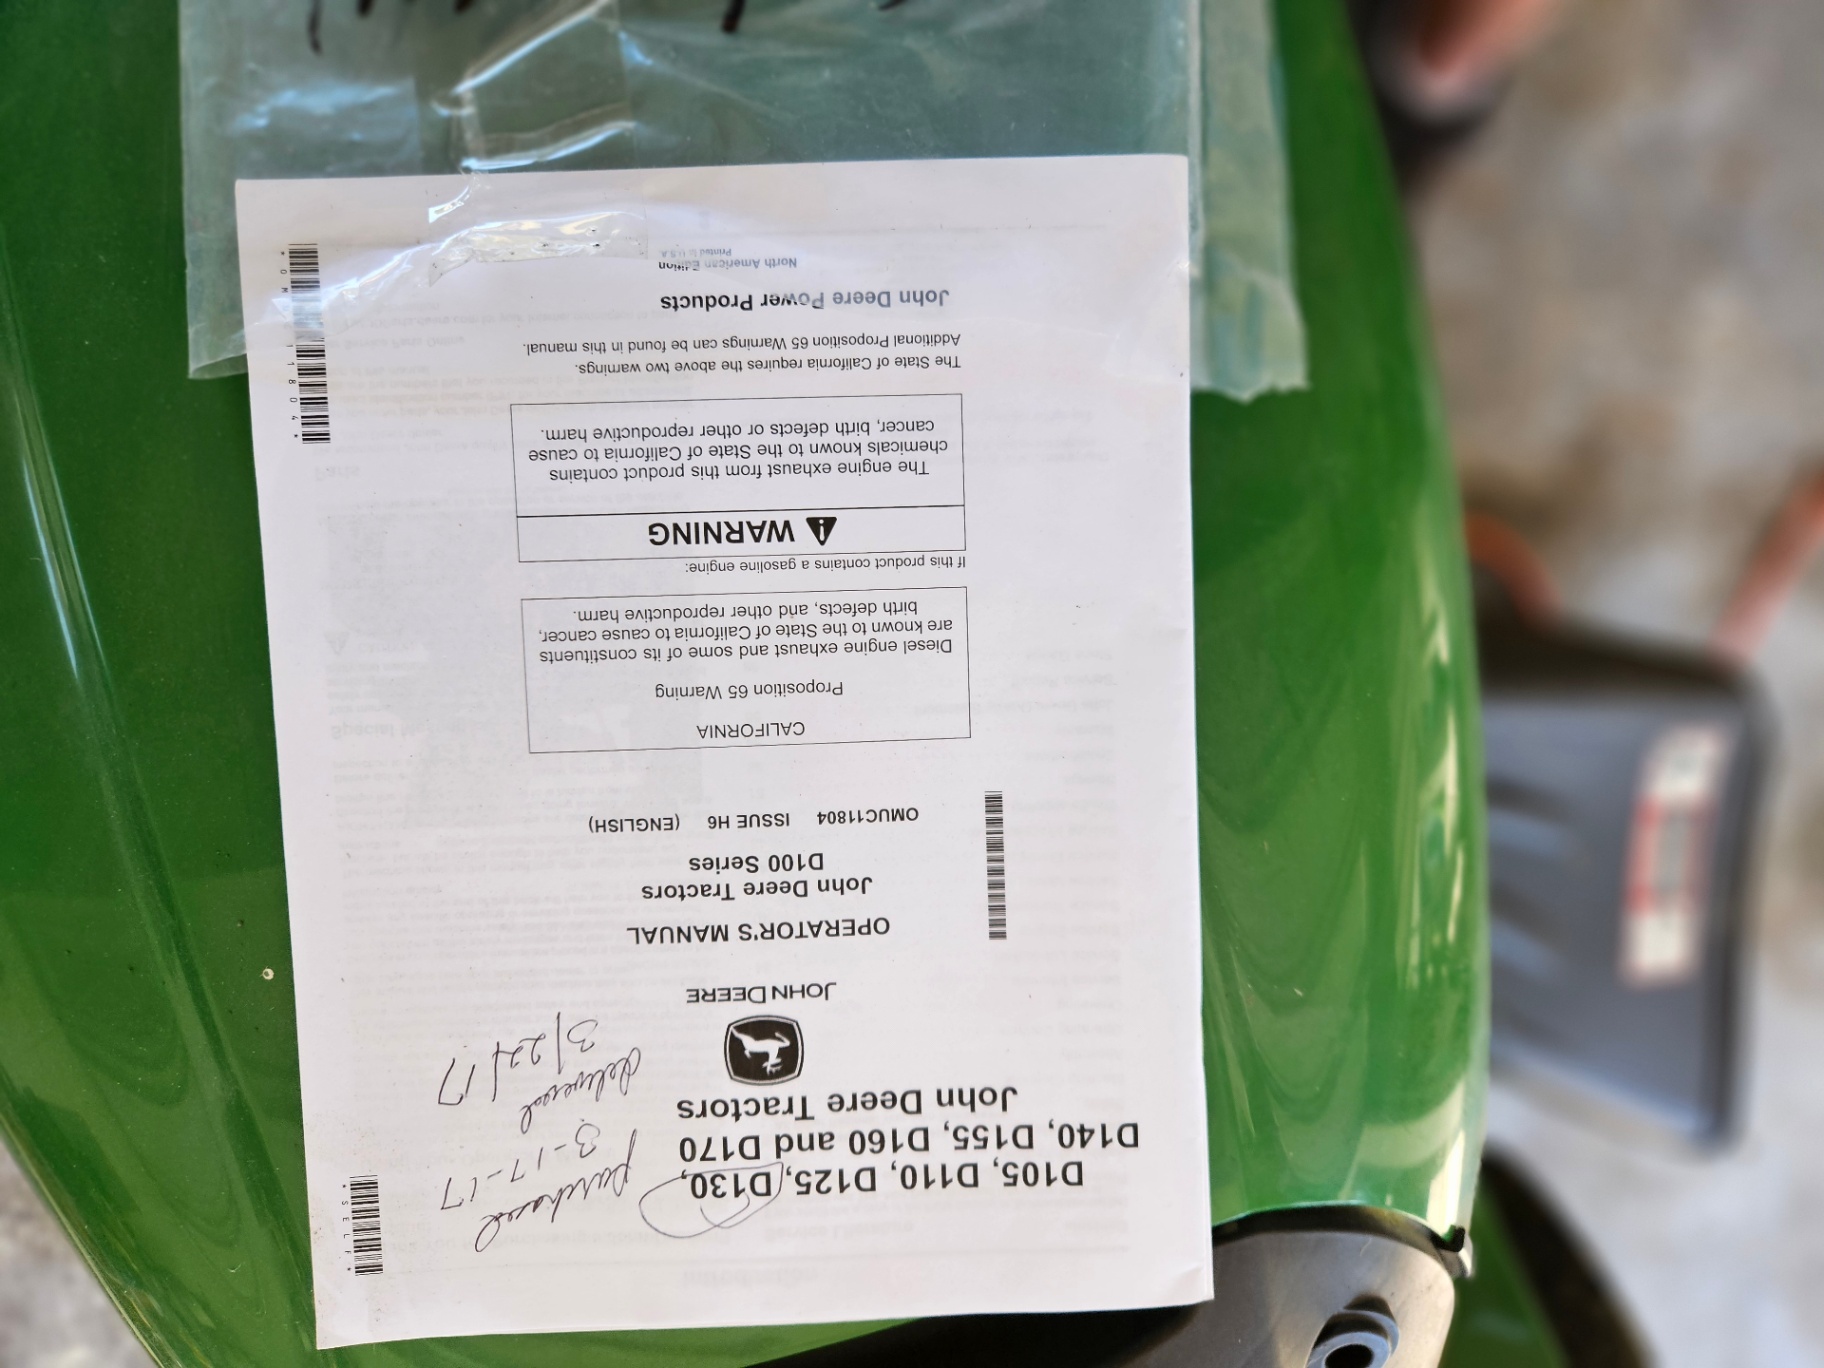 D105, D110, D125, D130,
D140, D155, D160 and D170
John Deere Tractors
purchased
3-17-17
delivered
3/22/17
JOHN DEERE
OPERATOR'S MANUAL
John Deere Tractors
D100 Series
OMUC11804 ISSUE H6 (ENGLISH)
CALIFORNIA
Proposition 65 Warning
Diesel engine exhaust and some of its constituents
are known to the State of California to cause cancer,
birth defects, and other reproductive harm.
If this product contains a gasoline engine:
WARNING
The engine exhaust from this product contains
chemicals known to the State of California to cause
cancer, birth defects or other reproductive harm.
The State of California requires the above two warnings.
Additional Proposition 65 Warnings can be found in this manual.
John Deere Power Products
North American Edition
Printed in U.S.A.
*SELF*